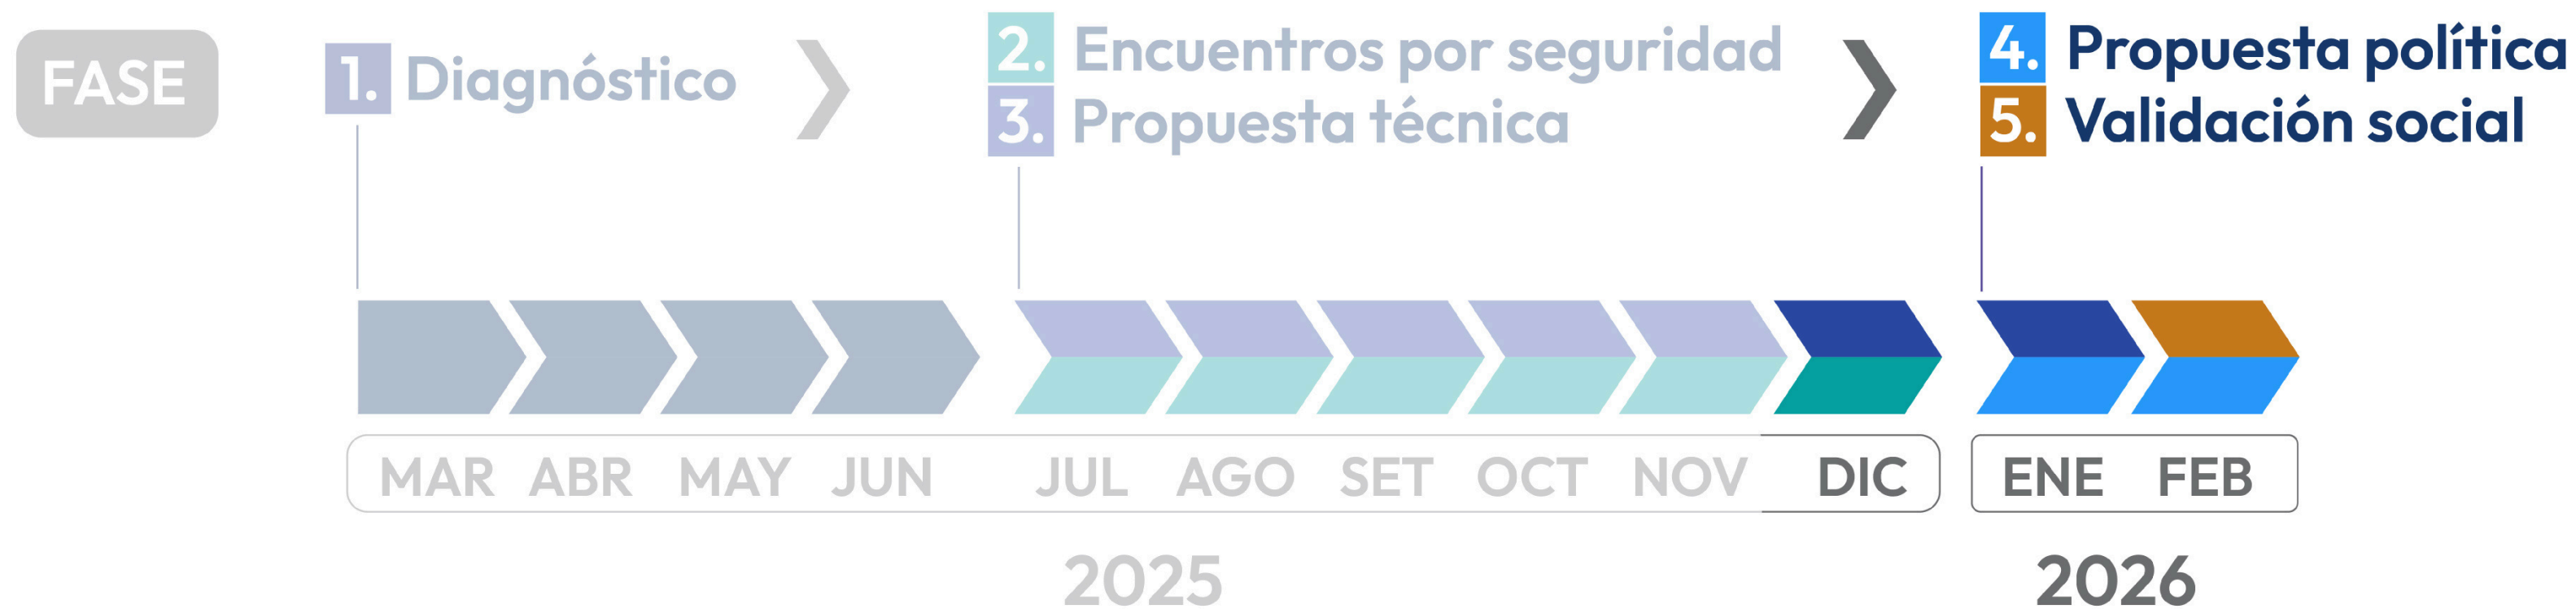 FASE
1. Diagnóstico
2. Encuentros por seguridad
3. Propuesta técnica
4. Propuesta política
5. Validación social
MAR ABR MAY JUN JUL AGO SET OCT NOV DIC ENE FEB
2025 2026